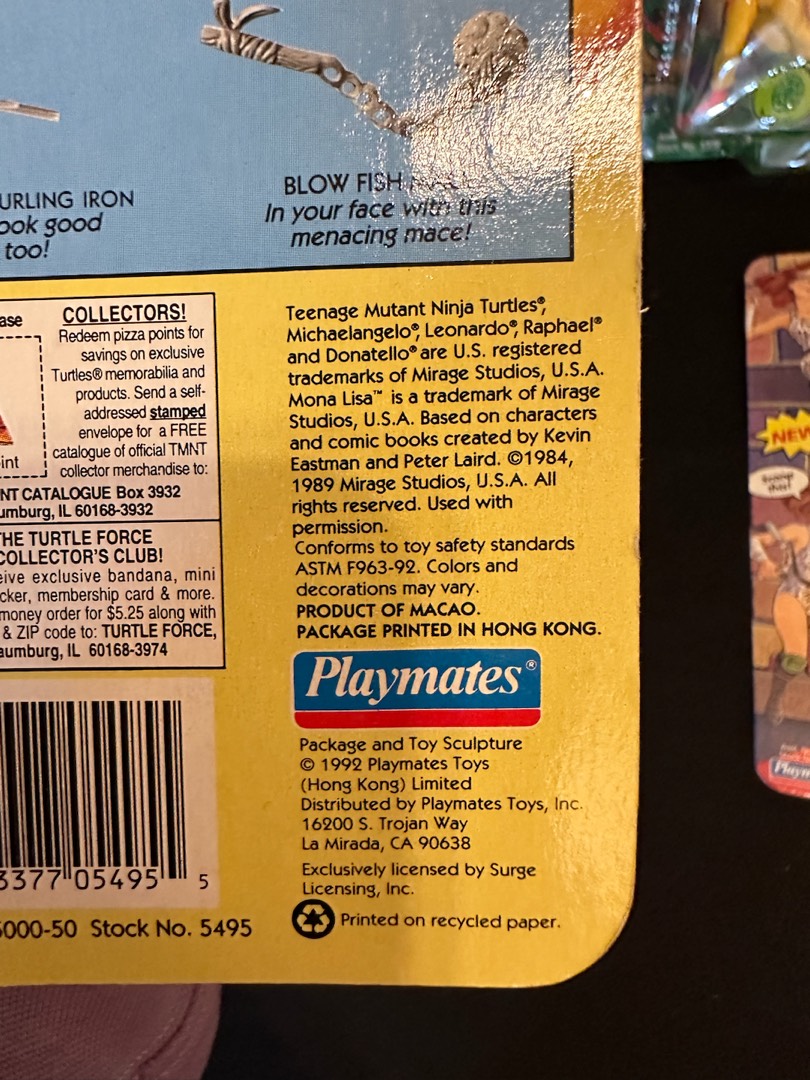 BLOW FISH
In your face with this
menacing mace!
URLING IRON
ook good
too!
ase
int
COLLECTORS!
Redeem pizza points for
savings on exclusive
Turtles® memorabilia and
products. Send a self-
addressed stamped
envelope for a FREE
catalogue of official TMNT
collector merchandise to:
NT CATALOGUE Box 3932
umburg, IL 60168-3932
HE TURTLE FORCE
COLLECTOR'S CLUB!
eive exclusive bandana, mini
cker, membership card & more.
money order for $5.25 along with
& ZIP code to: TURTLE FORCE,
aumburg, IL 60168-3974
3377 05495 5
5000-50 Stock No. 5495
Teenage Mutant Ninja Turtles®,
Michaelangelo®, Leonardo®, Raphael®
and Donatello® are U.S. registered
trademarks of Mirage Studios, U.S.A.
Mona Lisa™ is a trademark of Mirage
Studios, U.S.A. Based on characters
and comic books created by Kevin
Eastman and Peter Laird. ©1984,
1989 Mirage Studios, U.S.A. All
rights reserved. Used with
permission.
Conforms to toy safety standards
ASTM F963-92. Colors and
decorations may vary.
PRODUCT OF MACAO.
PACKAGE PRINTED IN HONG KONG.
Playmates®
Package and Toy Sculpture
© 1992 Playmates Toys
(Hong Kong) Limited
Distributed by Playmates Toys, Inc.
16200 S. Trojan Way
La Mirada, CA 90638
Exclusively licensed by Surge
Licensing, Inc.
Printed on recycled paper.
NEW
Playm